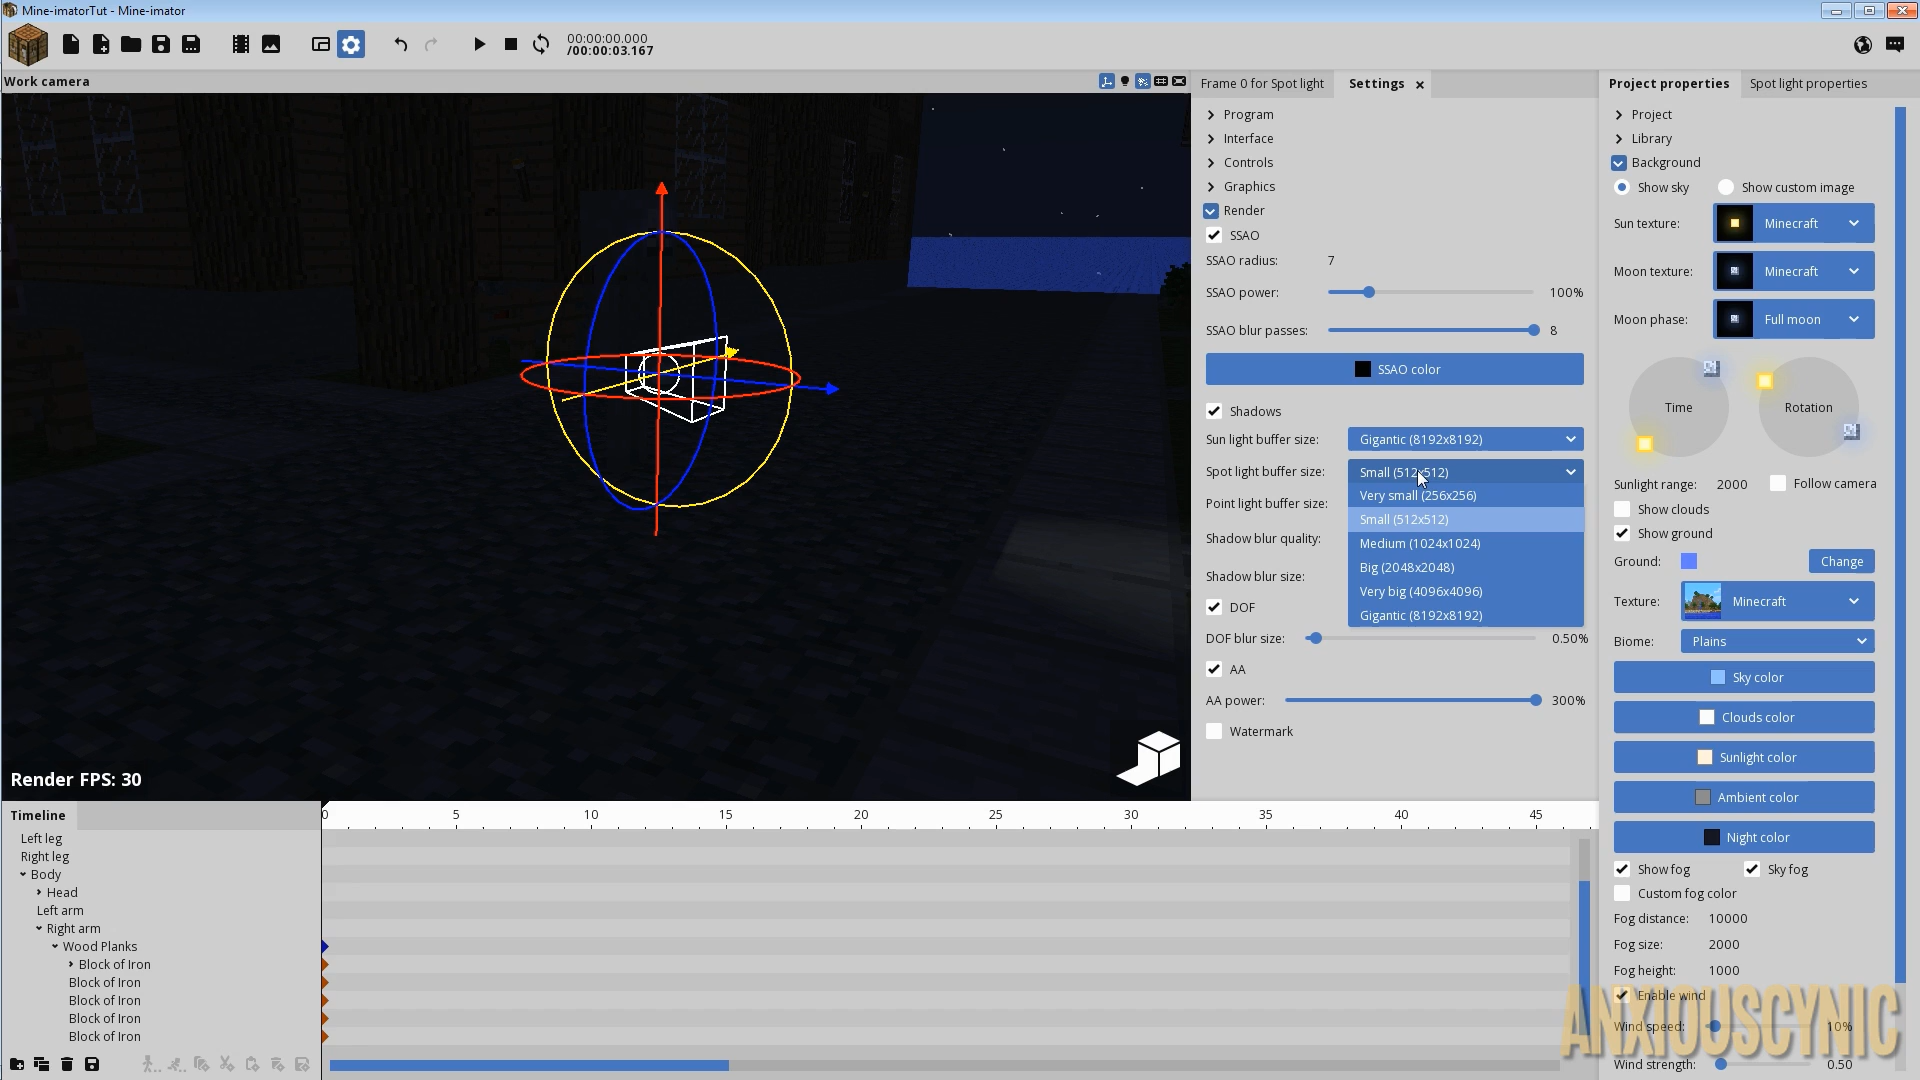 Mine-imatorTut - Mine-imator
00:00:00.000
/00:00:03.167
Work camera
Render FPS: 30
Frame 0 for Spot light
Settings
Program
Interface
Controls
Graphics
Render
SSAO
SSAO radius: 7
SSAO power: 100%
SSAO blur passes: 8
SSAO color
Shadows
Sun light buffer size: Gigantic (8192x8192)
Spot light buffer size: Small (512x512)
Very small (256x256)
Point light buffer size:
Small (512x512)
Shadow blur quality:
Medium (1024x1024)
Big (2048x2048)
Shadow blur size:
Very big (4096x4096)
Gigantic (8192x8192)
DOF
DOF blur size: 0.50%
AA
AA power: 300%
Watermark
Project properties
Spot light properties
Project
Library
Background
Show sky Show custom image
Sun texture: Minecraft
Moon texture: Minecraft
Moon phase: Full moon
Time Rotation
Sunlight range: 2000 Follow camera
Show clouds
Show ground
Ground: Change
Texture: Minecraft
Biome: Plains
Sky color
Clouds color
Sunlight color
Ambient color
Night color
Show fog Sky fog
Custom fog color
Fog distance: 10000
Fog size: 2000
Fog height: 1000
Enable wind
Wind speed: 10%
Wind strength: 0.50
ANXIOUSCYNIC
Timeline
0 5 10 15 20 25 30 35 40 45
Left leg
Right leg
Body
Head
Left arm
Right arm
Wood Planks
Block of Iron
Block of Iron
Block of Iron
Block of Iron
Block of Iron